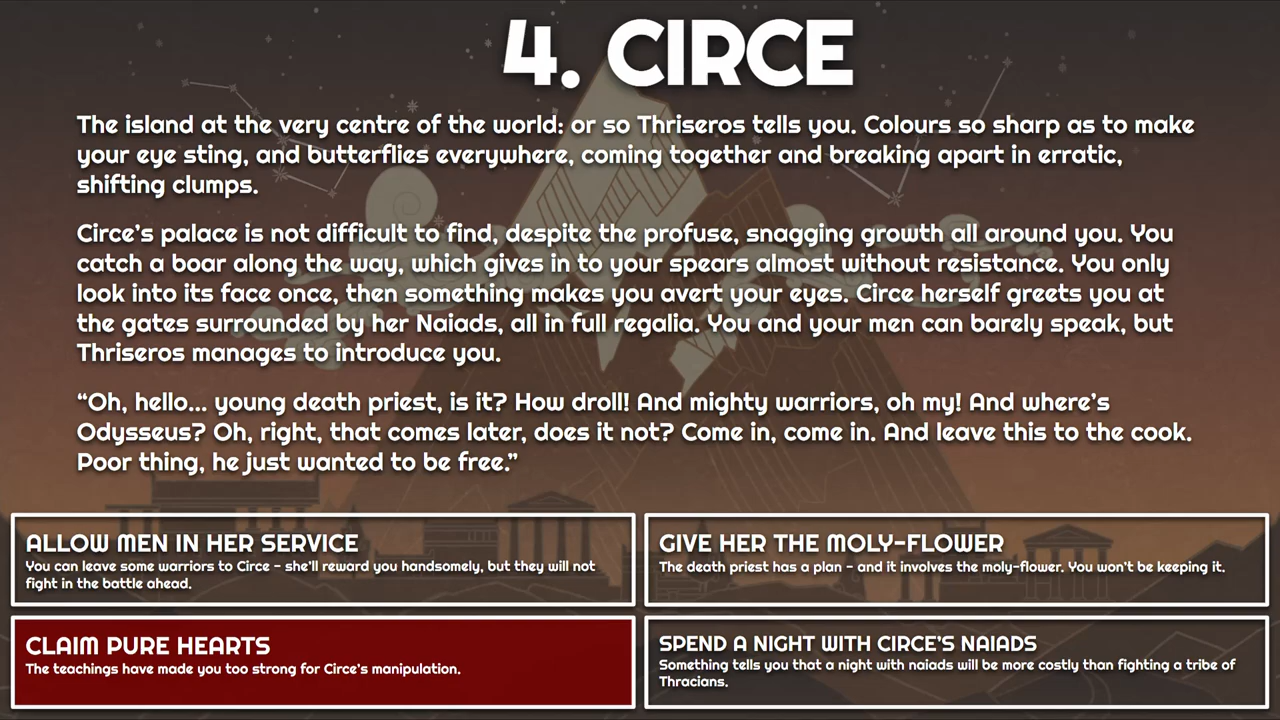 4. CIRCE
The island at the very centre of the world: or so Thriseros tells you. Colours so sharp as to make
your eye sting, and butterflies everywhere, coming together and breaking apart in erratic,
shifting clumps.
Circe's palace is not difficult to find, despite the profuse, snagging growth all around you. You
catch a boar along the way, which gives in to your spears almost without resistance. You only
look into its face once, then something makes you avert your eyes. Circe herself greets you at
the gates surrounded by her Naiads, all in full regalia. You and your men can barely speak, but
Thriseros manages to introduce you.
“Oh, hello... young death priest, is it? How droll! And mighty warriors, oh my! And where's
Odysseus? Oh, right, that comes later, does it not? Come in, come in. And leave this to the cook.
Poor thing, he just wanted to be free.”
ALLOW MEN IN HER SERVICE
You can leave some warriors to Circe - she'll reward you handsomely, but they will not
fight in the battle ahead.
GIVE HER THE MOLY-FLOWER
The death priest has a plan - and it involves the moly-flower. You won't be keeping it.
CLAIM PURE HEARTS
The teachings have made you too strong for Circe's manipulation.
SPEND A NIGHT WITH CIRCE'S NAIADS
Something tells you that a night with naiads will be more costly than fighting a tribe of
Thracians.